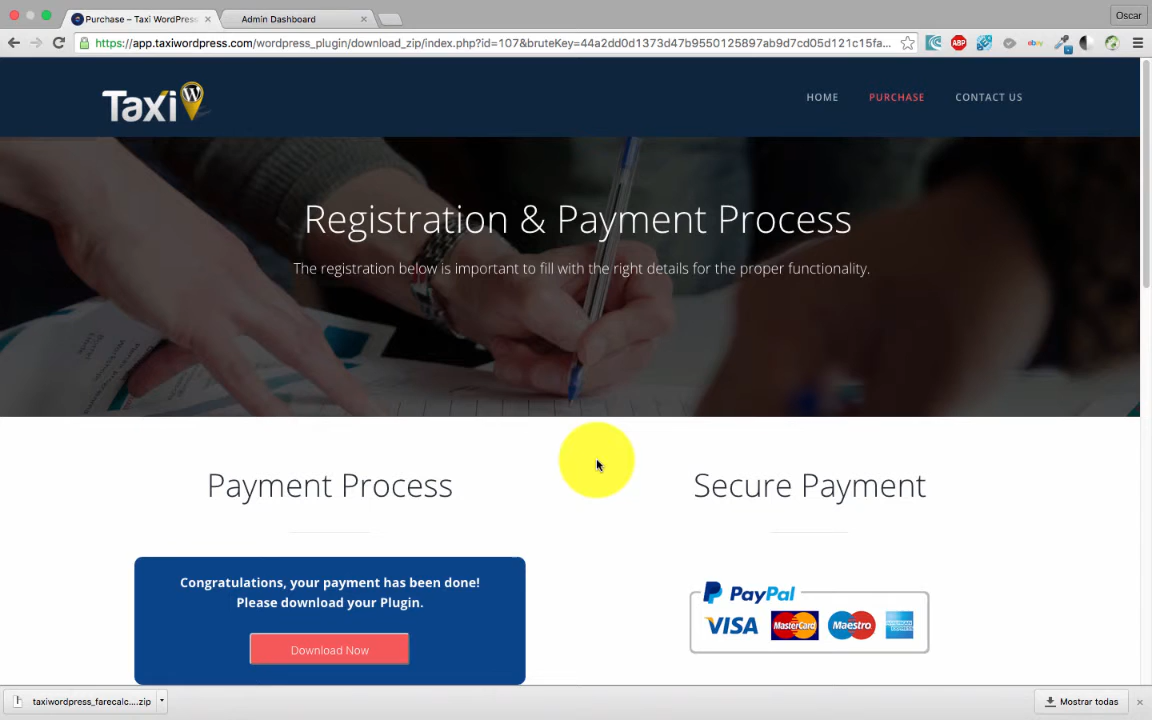 Purchase – Taxi WordPress
Admin Dashboard
Oscar
https://app.taxiwordpress.com/wordpress_plugin/download_zip/index.php?id=107&bruteKey=44a2dd0d1373d47b9550125897ab9d7cd05d121c15fa...
ABP
ebay
Taxi W
HOME
PURCHASE
CONTACT US
Registration & Payment Process
The registration below is important to fill with the right details for the proper functionality.
Payment Process
Secure Payment
Congratulations, your payment has been done!
Please download your Plugin.
Download Now
PayPal
VISA MasterCard Maestro
taxiwordpress_farecalc....zip
Mostrar todas